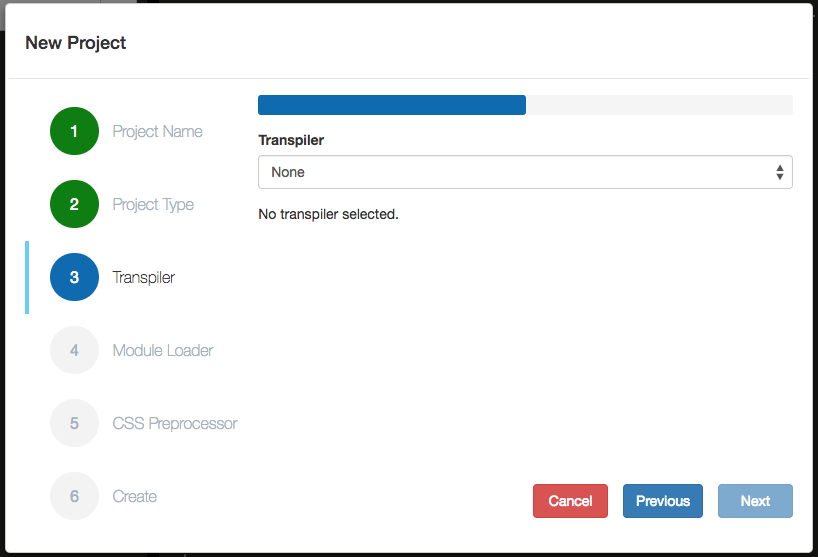 New Project
1 Project Name
2 Project Type
3 Transpiler
4 Module Loader
5 CSS Preprocessor
6 Create
Transpiler
None
No transpiler selected.
Cancel Previous Next